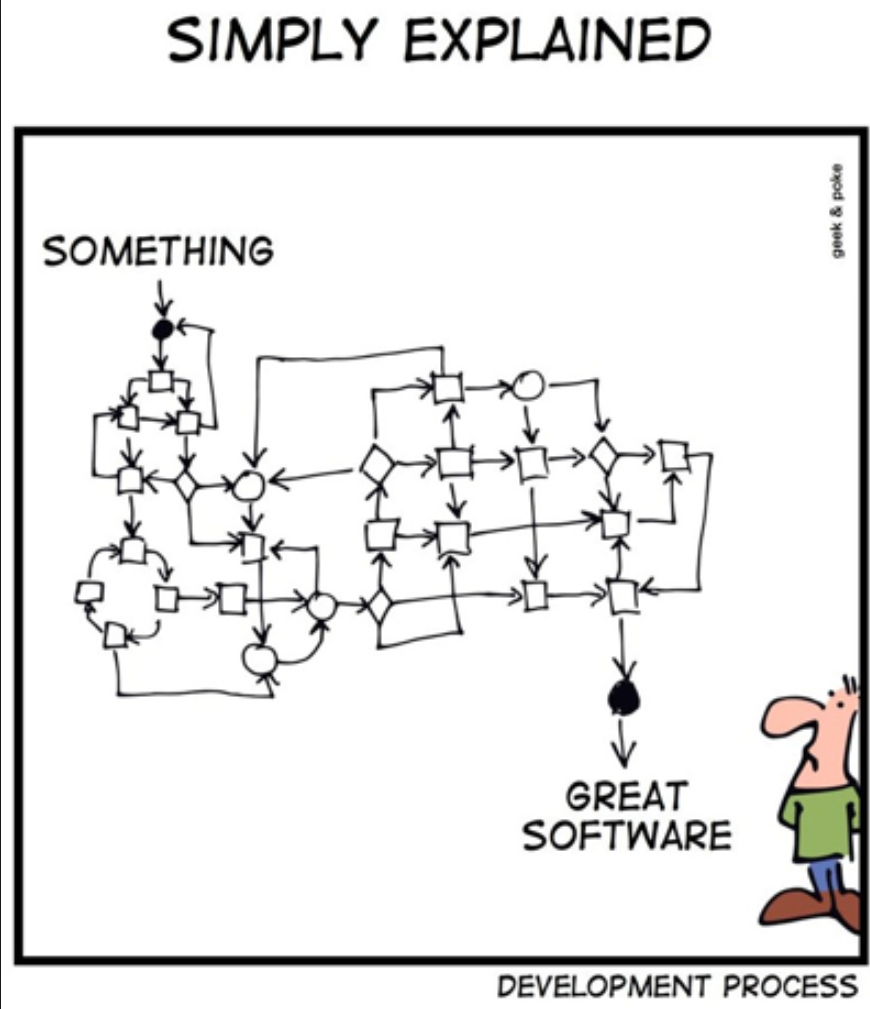 SIMPLY EXPLAINED
geek & poke
SOMETHING
GREAT
SOFTWARE
DEVELOPMENT PROCESS